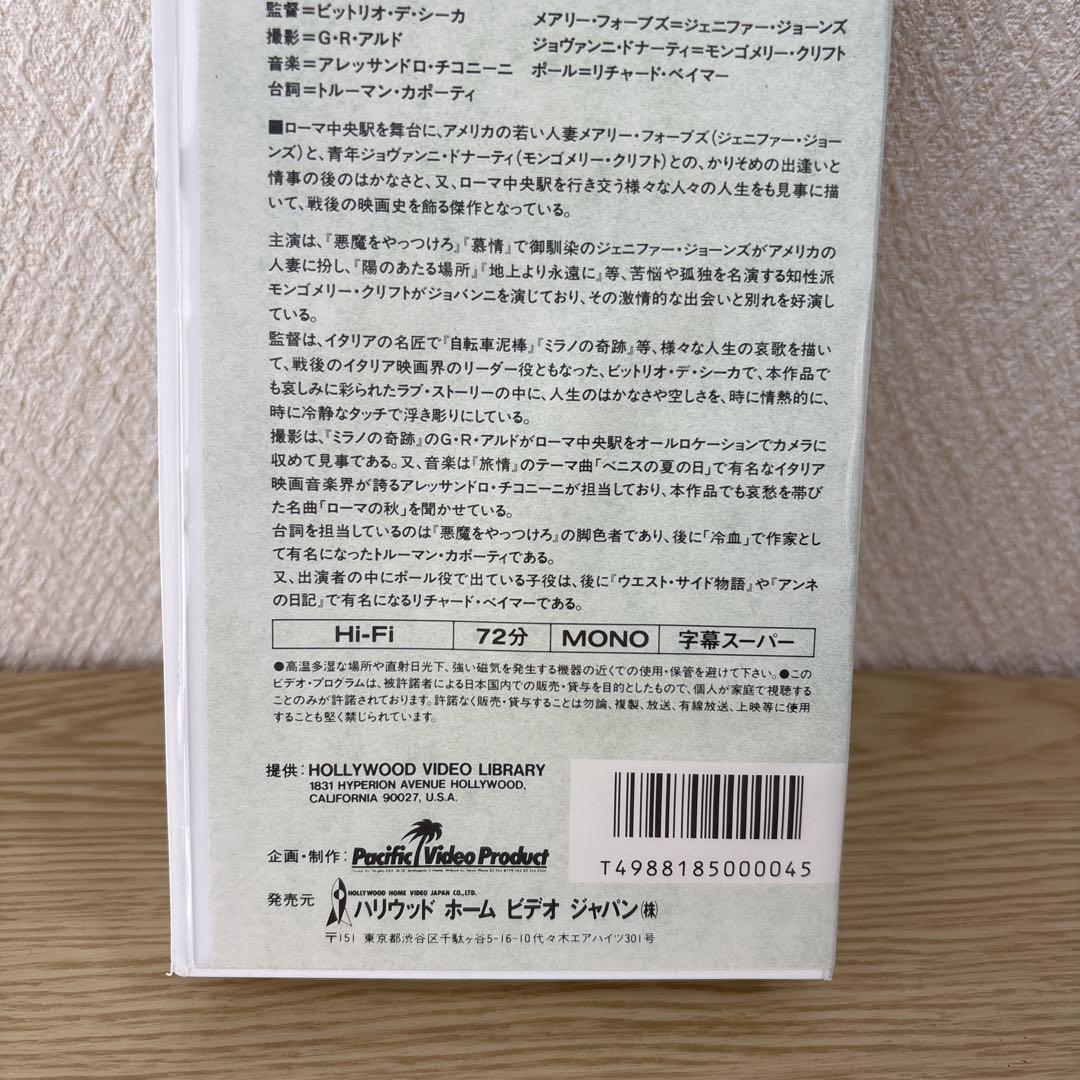 監督=ビットリオ・デ・シーカ
撮影=G・R・アルド
音楽=アレッサンドロ・チコニーニ
台詞=トルーマン・カポーティ
メアリー・フォーブズ=ジェニファー・ジョーンズ
ジョヴァンニ・ドナーティ=モンゴメリー・クリフト
ポール=リチャード・ベイマー
■ローマ中央駅を舞台に、アメリカの若い人妻メアリー・フォーブズ(ジェニファー・ジョー
ンズ)と、青年ジョヴァンニ・ドナーティ(モンゴメリー・クリフト)との、かりそめの出逢いと
情事の後のはかなさと、又、ローマ中央駅を行き交う様々な人々の人生をも見事に描
いて、戦後の映画史を飾る傑作となっている。
主演は、『悪魔をやっつけろ』『慕情』で御馴染のジェニファー・ジョーンズがアメリカの
人妻に扮し、『陽のあたる場所』『地上より永遠に』等、苦悩や孤独を名演する知性派
モンゴメリー・クリフトがジョバンニを演じており、その激情的な出会いと別れを好演し
ている。
監督は、イタリアの名匠で『自転車泥棒』『ミラノの奇跡』等、様々な人生の哀歌を描い
て、戦後のイタリア映画界のリーダー役ともなった、ビットリオ・デ・シーカで、本作品で
も哀しみに彩られたラブ・ストーリーの中に、人生のはかなさや空しさを、時に情熱的に、
時に冷静なタッチで浮き彫りにしている。
撮影は、『ミラノの奇跡』のG・R・アルドがローマ中央駅をオールロケーションでカメラに
収めて見事である。又、音楽は『旅情』のテーマ曲「ベニスの夏の日」で有名なイタリア
映画音楽界が誇るアレッサンドロ・チコニーニが担当しており、本作品でも哀愁を帯び
た名曲「ローマの秋」を聞かせている。
台詞を担当しているのは『悪魔をやっつけろ』の脚色者であり、後に「冷血」で作家とし
て有名になったトルーマン・カポーティである。
又、出演者の中にポール役で出ている子役は、後に『ウエスト・サイド物語』や『アンネ
の日記』で有名になるリチャード・ベイマーである。
Hi-Fi 72分 MONO 字幕スーパー
●高温多湿な場所や直射日光下、強い磁気を発生する機器の近くでの使用・保管を避けて下さい。●この
ビデオ・プログラムは、被許諾者による日本国内での販売・貸与を目的としたもので、個人が家庭で視聴する
ことのみが許諾されております。許諾なく販売・貸与することは勿論、複製、放送、有線放送、上映等に使用
することも堅く禁じられています。
提供:HOLLYWOOD VIDEO LIBRARY
1831 HYPERION AVENUE HOLLYWOOD,
CALIFORNIA 90027, U.S.A.
企画・制作:Pacific Video Product
T4988185000045
発売元
HOLLYWOOD HOME VIDEO JAPAN CO.,LTD.
ハリウッド ホーム ビデオ ジャパン(株)
〒151 東京都渋谷区千駄ヶ谷5-16-10代々木エアハイツ301号